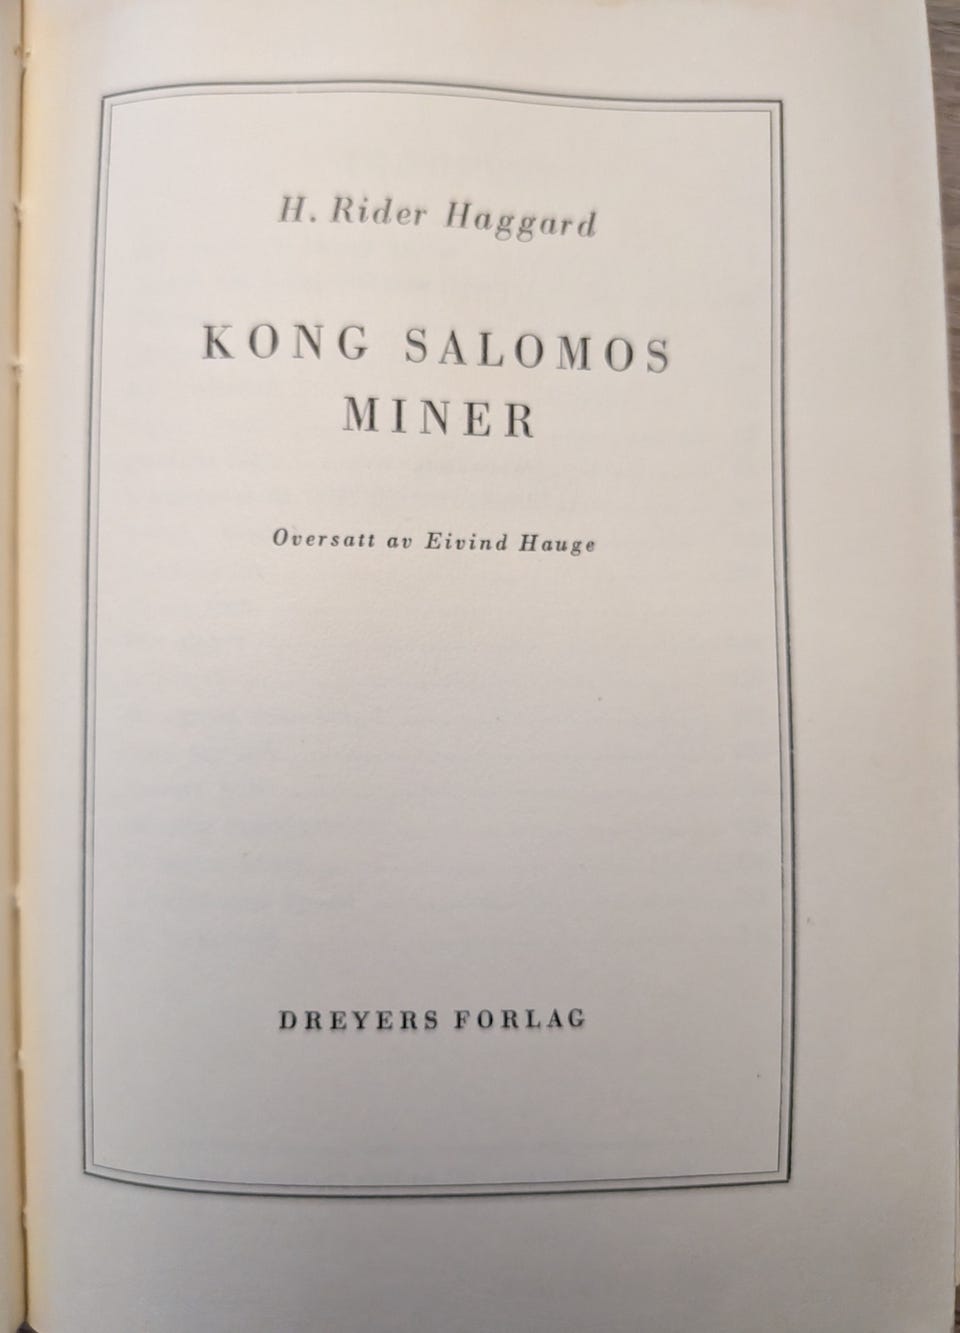 H. Rider Haggard
KONG SALOMOS
MINER
Oversatt av Eivind Hauge
DREYERS FORLAG